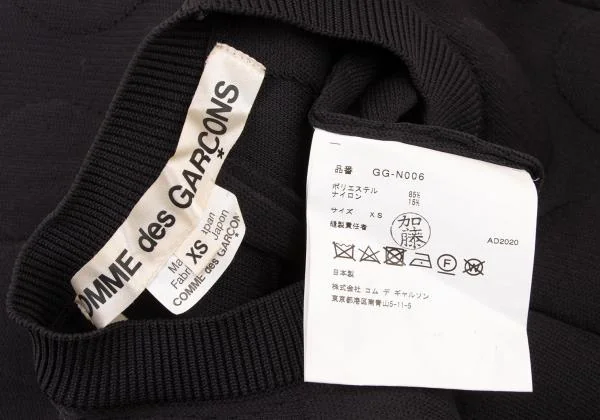 COMME des GARÇONS
*
XS
Made in Japan
Fabrique au Japon
COMME des GARÇONS
品番 GG-N006
ポリエステル 85%
ナイロン 15%
サイズ XS
縫製責任者 加藤
AD2020
F
W
日本製
株式会社 コム デ ギャルソン
東京都港区南青山5-11-5